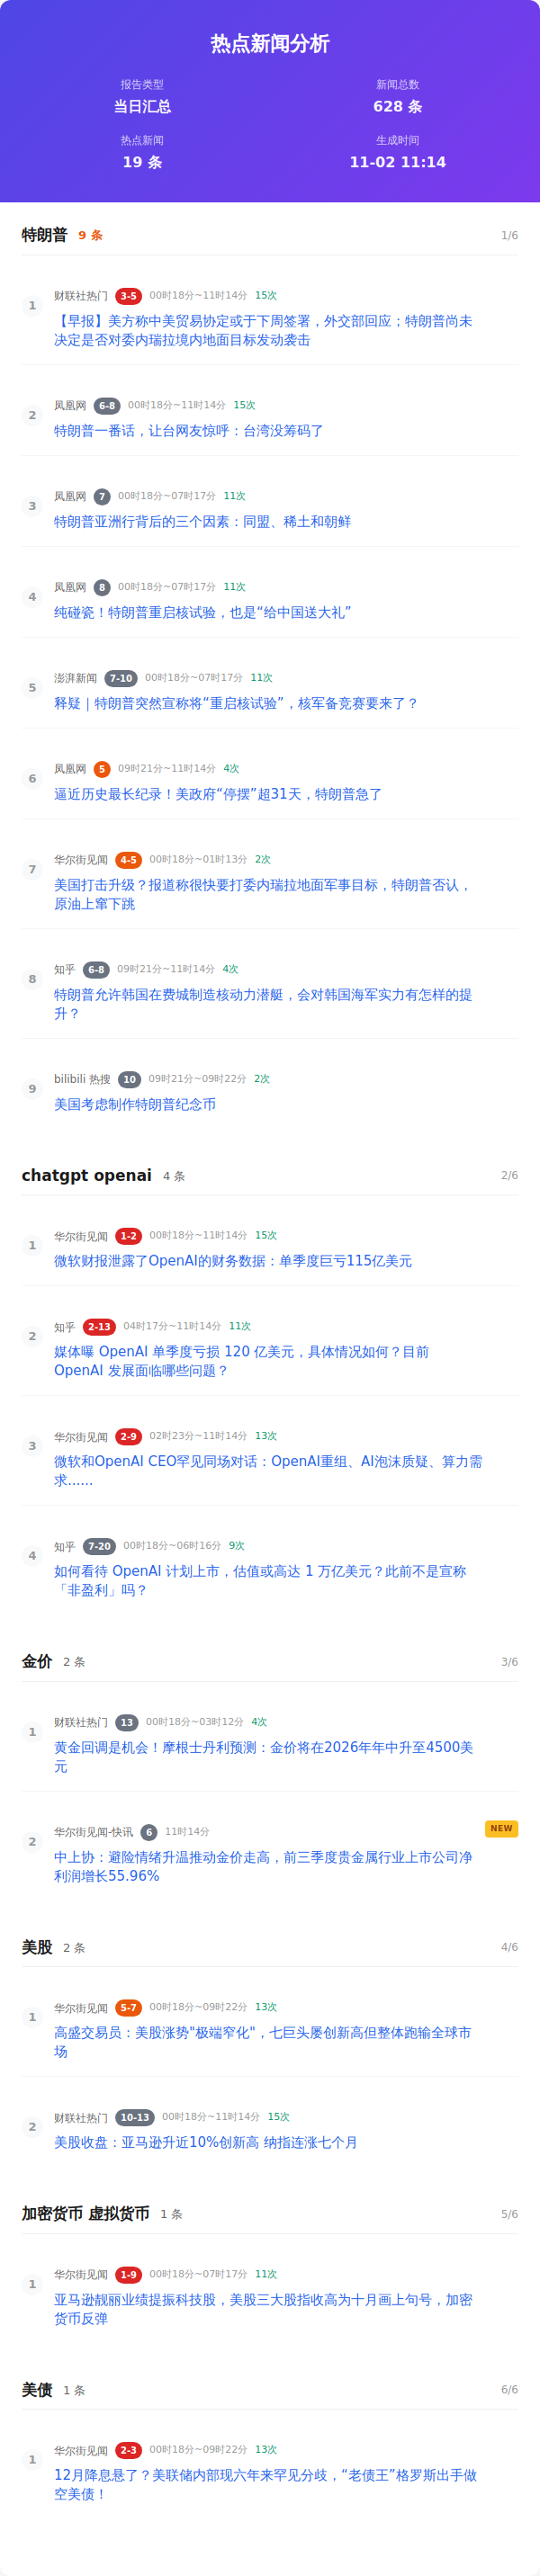 热点新闻分析
报告类型
新闻总数
当日汇总
628 条
热点新闻
生成时间
19 条
11-02 11:14
特朗普 9 条 1/6
1
财联社热门 3-5 00时18分~11时14分 15次
【早报】美方称中美贸易协定或于下周签署，外交部回应；特朗普尚未
决定是否对委内瑞拉境内地面目标发动袭击
2
凤凰网 6-8 00时18分~11时14分 15次
特朗普一番话，让台网友惊呼：台湾没筹码了
3
凤凰网 7 00时18分~07时17分 11次
特朗普亚洲行背后的三个因素：同盟、稀土和朝鲜
4
凤凰网 8 00时18分~07时17分 11次
纯碰瓷！特朗普重启核试验，也是“给中国送大礼”
5
澎湃新闻 7-10 00时18分~07时17分 11次
释疑｜特朗普突然宣称将“重启核试验”，核军备竞赛要来了？
6
凤凰网 5 09时21分~11时14分 4次
逼近历史最长纪录！美政府“停摆”超31天，特朗普急了
7
华尔街见闻 4-5 00时18分~01时13分 2次
美国打击升级？报道称很快要打委内瑞拉地面军事目标，特朗普否认，
原油上窜下跳
8
知乎 6-8 09时21分~11时14分 4次
特朗普允许韩国在费城制造核动力潜艇，会对韩国海军实力有怎样的提
升？
9
bilibili 热搜 10 09时21分~09时22分 2次
美国考虑制作特朗普纪念币
chatgpt openai 4 条 2/6
1
华尔街见闻 1-2 00时18分~11时14分 15次
微软财报泄露了OpenAI的财务数据：单季度巨亏115亿美元
2
知乎 2-13 04时17分~11时14分 11次
媒体曝 OpenAI 单季度亏损 120 亿美元，具体情况如何？目前
OpenAI 发展面临哪些问题？
3
华尔街见闻 2-9 02时23分~11时14分 13次
微软和OpenAI CEO罕见同场对话：OpenAI重组、AI泡沫质疑、算力需
求……
4
知乎 7-20 00时18分~06时16分 9次
如何看待 OpenAI 计划上市，估值或高达 1 万亿美元？此前不是宣称
「非盈利」吗？
金价 2 条 3/6
1
财联社热门 13 00时18分~03时12分 4次
黄金回调是机会！摩根士丹利预测：金价将在2026年年中升至4500美
元
2
华尔街见闻-快讯 6 11时14分 NEW
中上协：避险情绪升温推动金价走高，前三季度贵金属行业上市公司净
利润增长55.96%
美股 2 条 4/6
1
华尔街见闻 5-7 00时18分~09时22分 13次
高盛交易员：美股涨势"极端窄化"，七巨头屡创新高但整体跑输全球市
场
2
财联社热门 10-13 00时18分~11时14分 15次
美股收盘：亚马逊升近10%创新高 纳指连涨七个月
加密货币 虚拟货币 1 条 5/6
1
华尔街见闻 1-9 00时18分~07时17分 11次
亚马逊靓丽业绩提振科技股，美股三大股指收高为十月画上句号，加密
货币反弹
美债 1 条 6/6
1
华尔街见闻 2-3 00时18分~09时22分 13次
12月降息悬了？美联储内部现六年来罕见分歧，“老债王”格罗斯出手做
空美债！